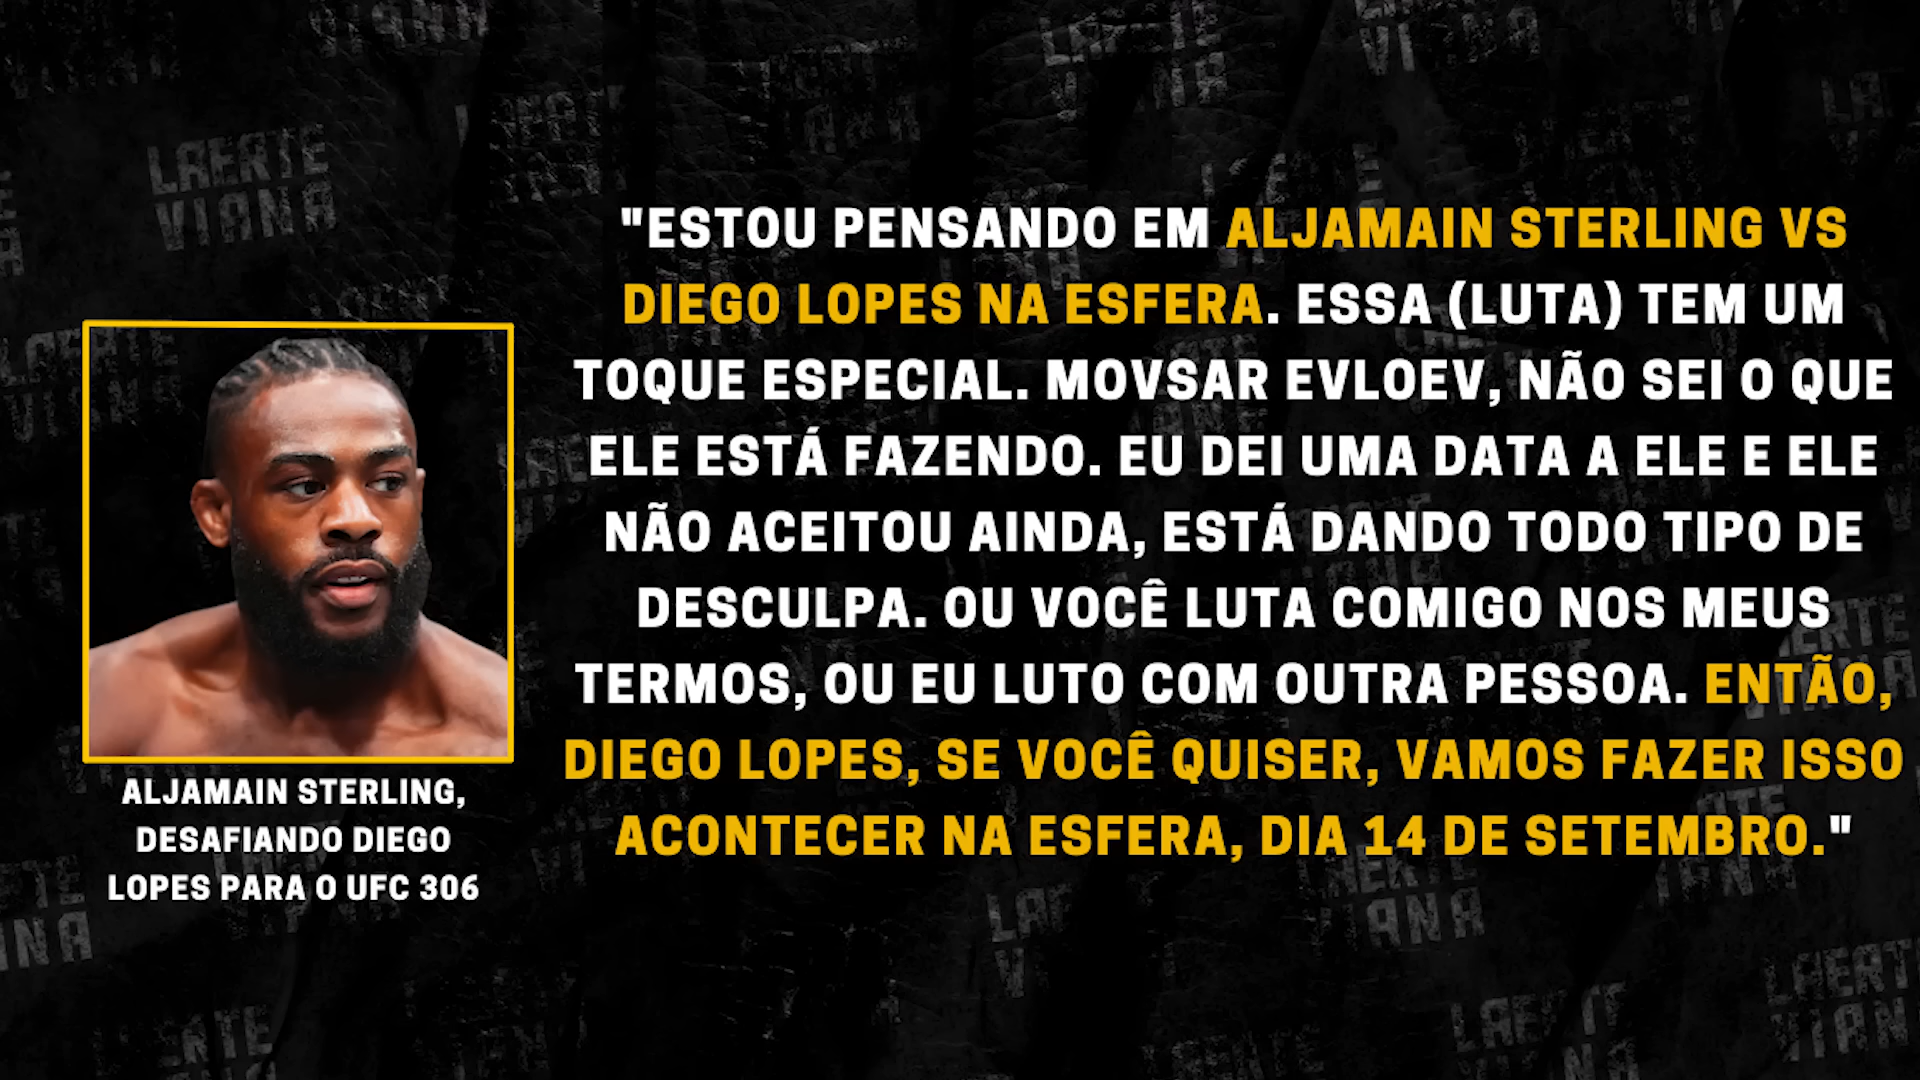 "ESTOU PENSANDO EM ALJAMAIN STERLING VS
DIEGO LOPES NA ESFERA. ESSA (LUTA) TEM UM
TOQUE ESPECIAL. MOVSAR EVLOEV, NÃO SEI O QUE
ELE ESTÁ FAZENDO. EU DEI UMA DATA A ELE E ELE
NÃO ACEITOU AINDA, ESTÁ DANDO TODO TIPO DE
DESCULPA. OU VOCÊ LUTA COMIGO NOS MEUS
TERMOS, OU EU LUTO COM OUTRA PESSOA. ENTÃO,
DIEGO LOPES, SE VOCÊ QUISER, VAMOS FAZER ISSO
ACONTECER NA ESFERA, DIA 14 DE SETEMBRO."
ALJAMAIN STERLING,
DESAFIANDO DIEGO
LOPES PARA O UFC 306
LAERTE
VIANA